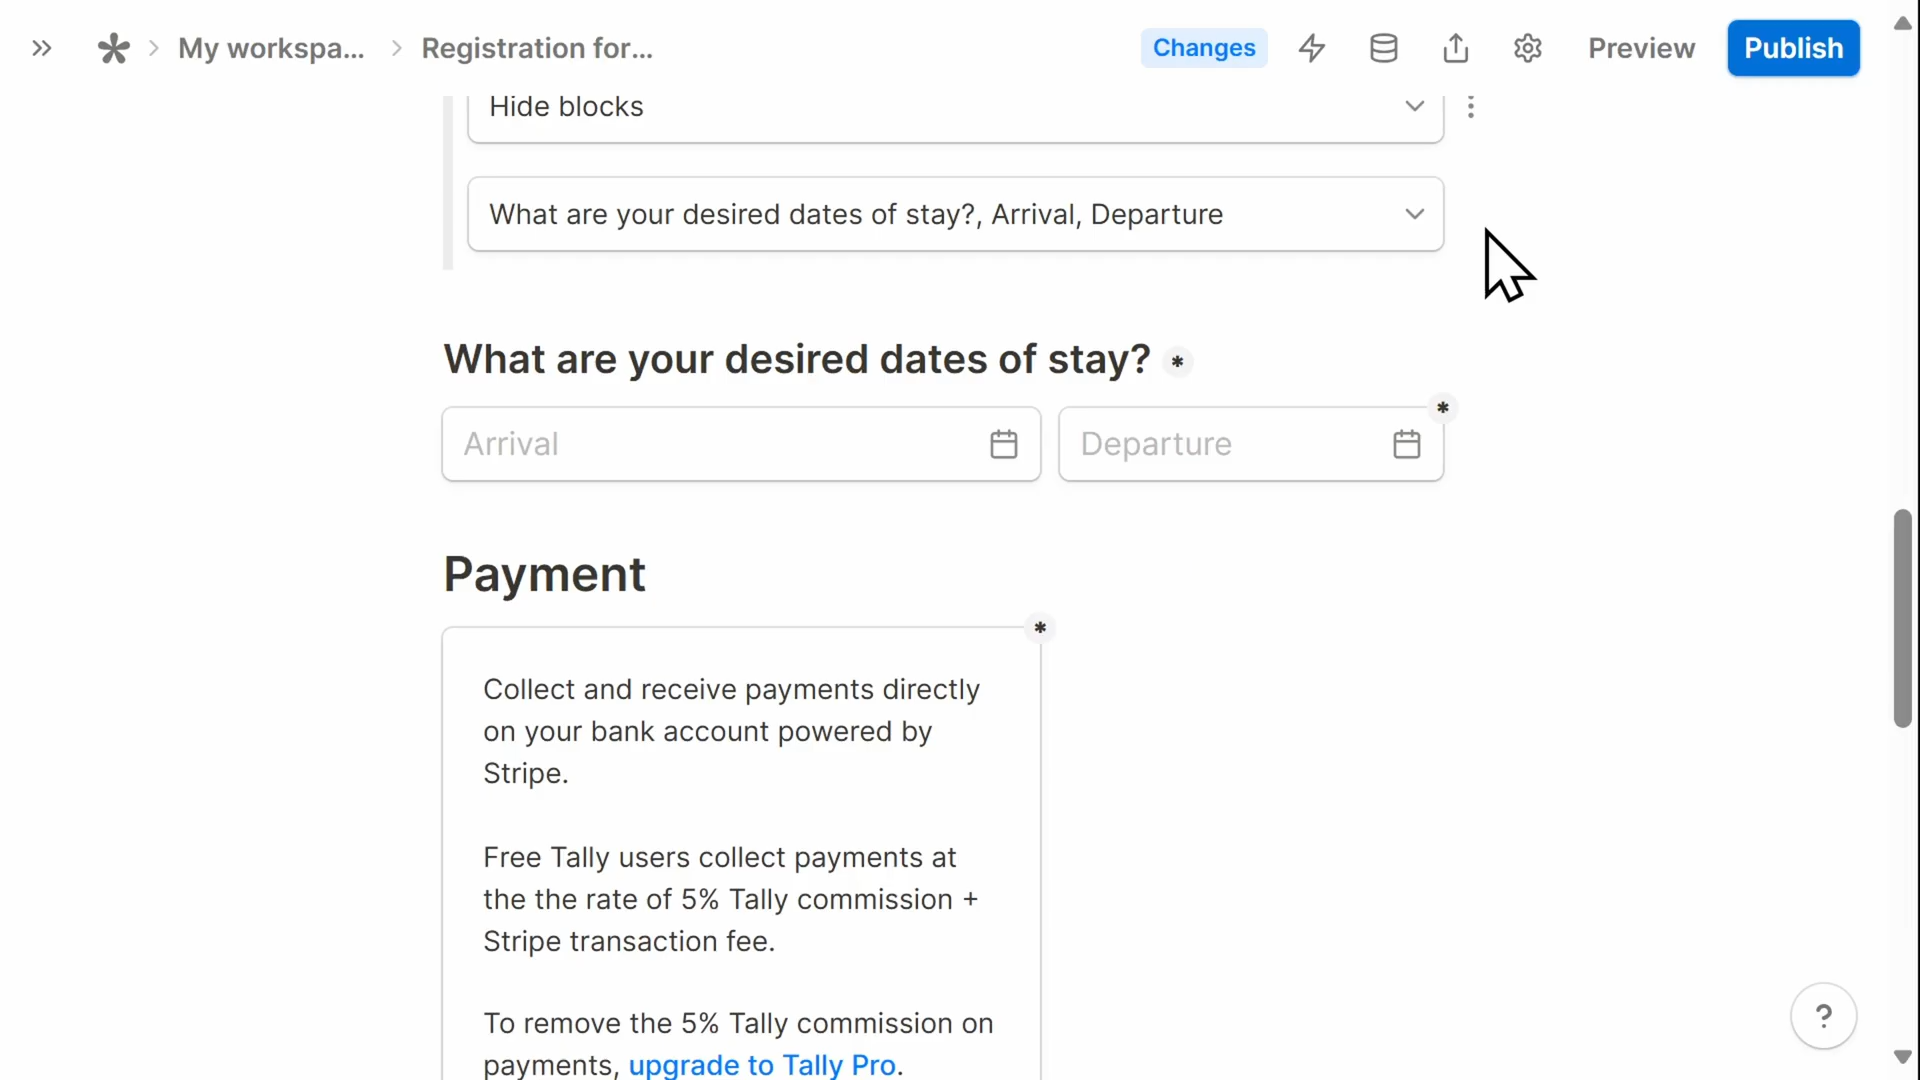 My workspa...
Registration for...
Changes
Preview
Publish
Hide blocks
What are your desired dates of stay?, Arrival, Departure
What are your desired dates of stay? *
Arrival
Departure
*
Payment
*
Collect and receive payments directly
on your bank account powered by
Stripe.
Free Tally users collect payments at
the the rate of 5% Tally commission +
Stripe transaction fee.
To remove the 5% Tally commission on
payments, upgrade to Tally Pro.
?